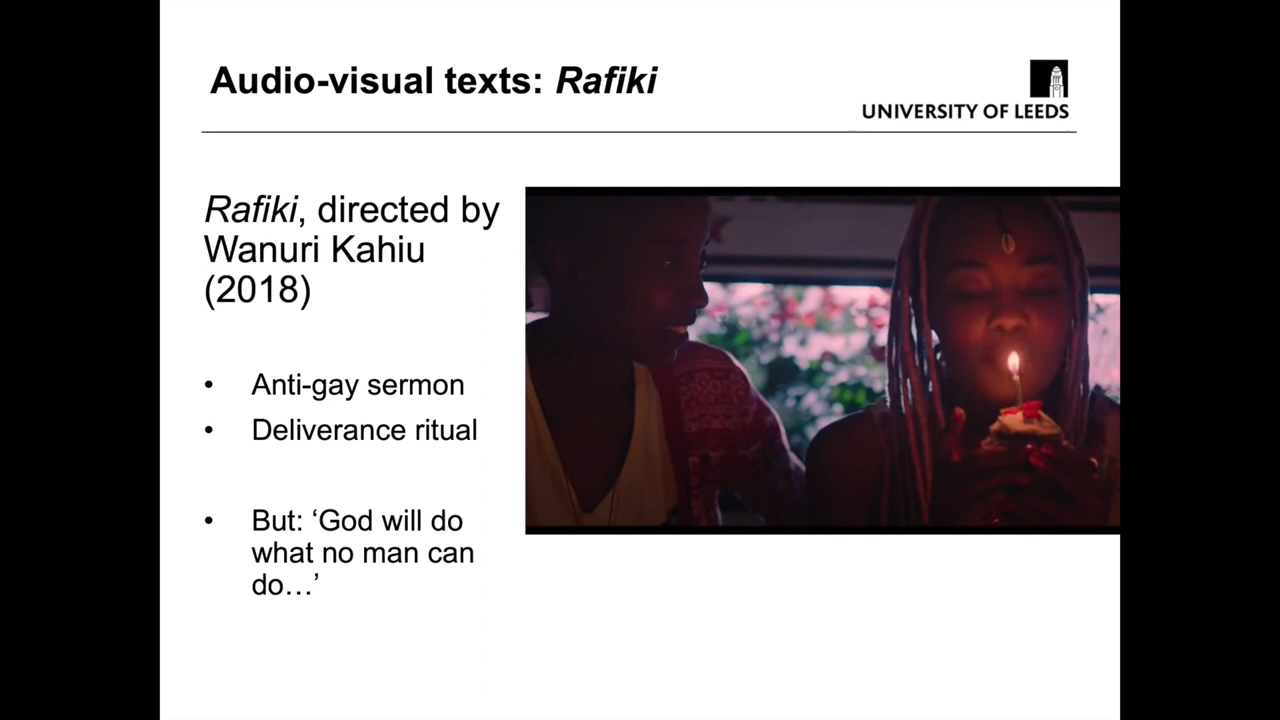 Audio-visual texts: Rafiki
UNIVERSITY OF LEEDS
Rafiki, directed by
Wanuri Kahiu
(2018)
• Anti-gay sermon
• Deliverance ritual
• But: ‘God will do
what no man can
do…’